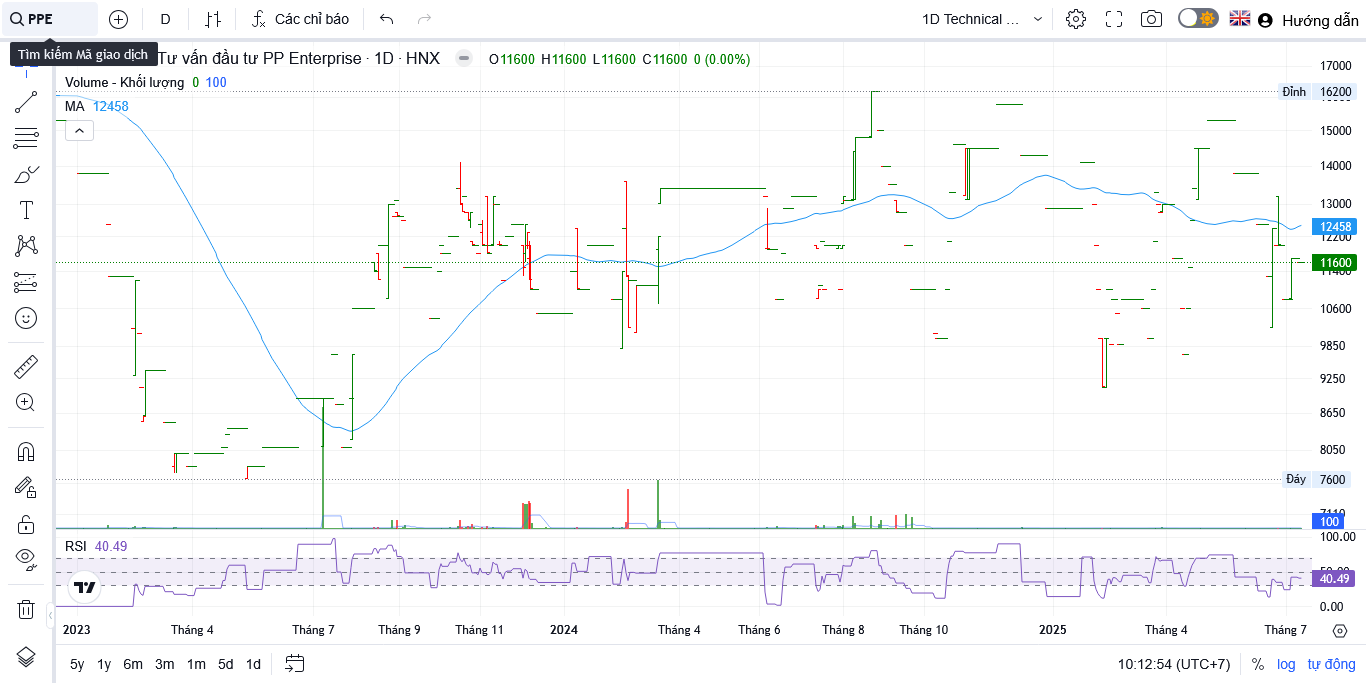 PPE
D
Các chỉ báo
1D Technical ...
Hướng dẫn
Tìm kiếm Mã giao dịch
Tư vấn đầu tư PP Enterprise · 1D · HNX
O11600 H11600 L11600 C11600 0 (0.00%)
Volume - Khối lượng 0 100
MA 12458
17000
Đỉnh 16200
15000
14000
13000
12458
12200
11600
11400
10600
9850
9250
8650
8050
Đáy 7600
100
RSI 40.49
100.00
40.49
0.00
2023 Tháng 4 Tháng 7 Tháng 9 Tháng 11 2024 Tháng 4 Tháng 6 Tháng 8 Tháng 10 2025 Tháng 4 Tháng 7
5y 1y 6m 3m 1m 5d 1d
10:12:54 (UTC+7) % log tự động